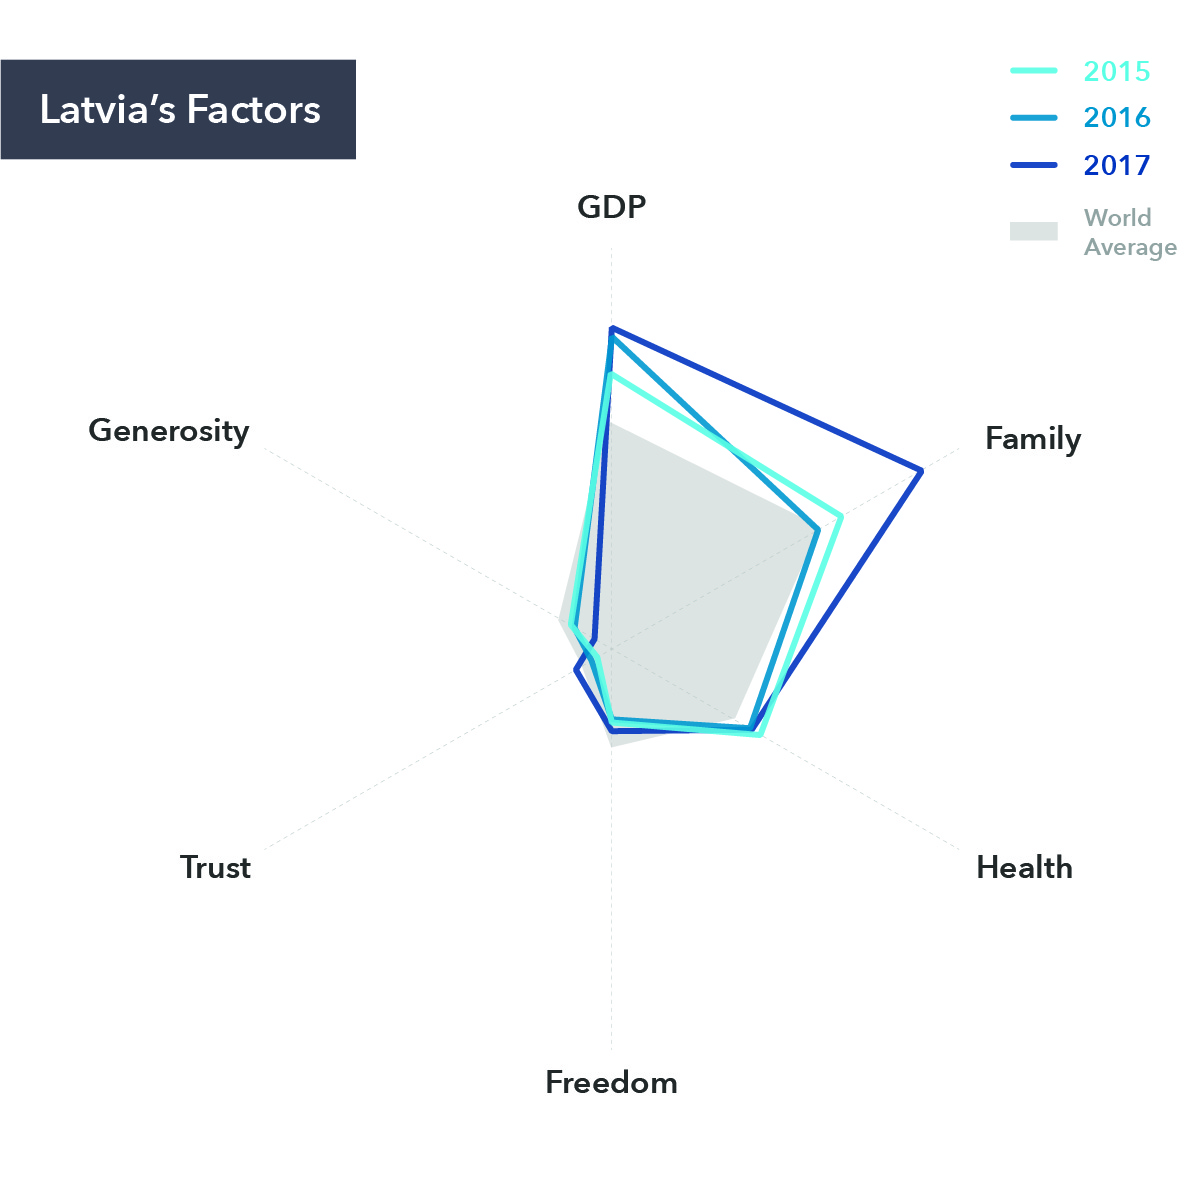 Latvia’s Factors
2015
2016
2017
World
Average
GDP
Generosity
Family
Trust
Health
Freedom